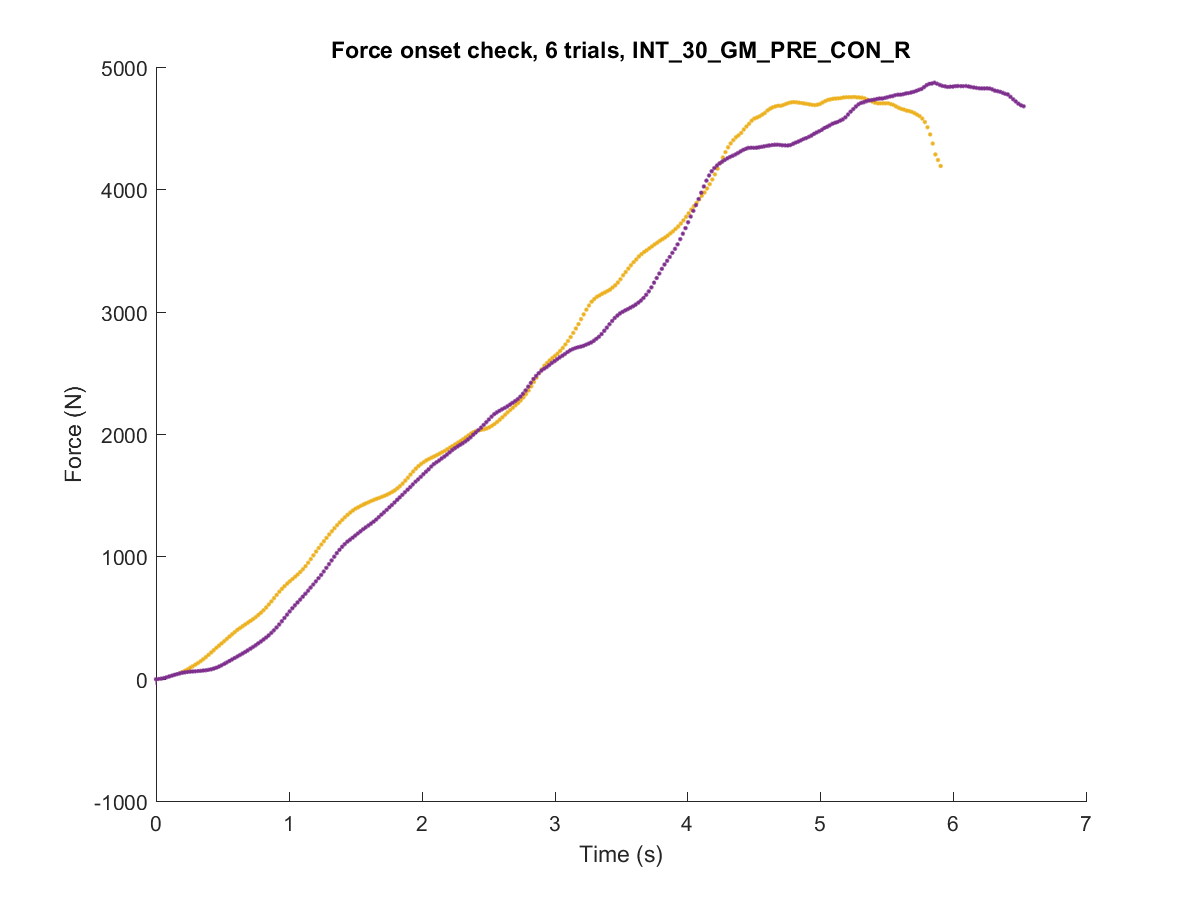 Force onset check, 6 trials, INT_30_GM_PRE_CON_R
5000
4000
3000
2000
1000
0
-1000
Force (N)
0 1 2 3 4 5 6 7
Time (s)